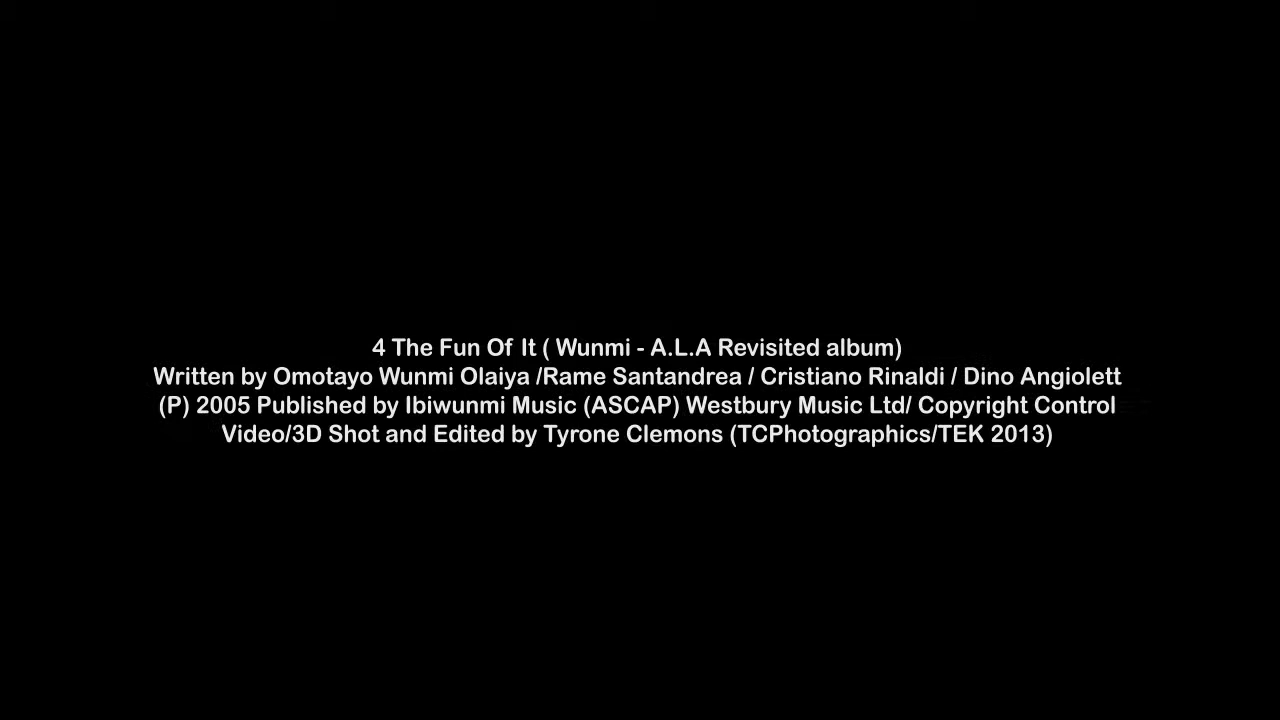 4 The Fun Of It ( Wunmi - A.L.A Revisited album)
Written by Omotayo Wunmi Olaiya /Rame Santandrea / Cristiano Rinaldi / Dino Angiolett
(P) 2005 Published by Ibiwunmi Music (ASCAP) Westbury Music Ltd/ Copyright Control
Video/3D Shot and Edited by Tyrone Clemons (TCPhotographics/TEK 2013)